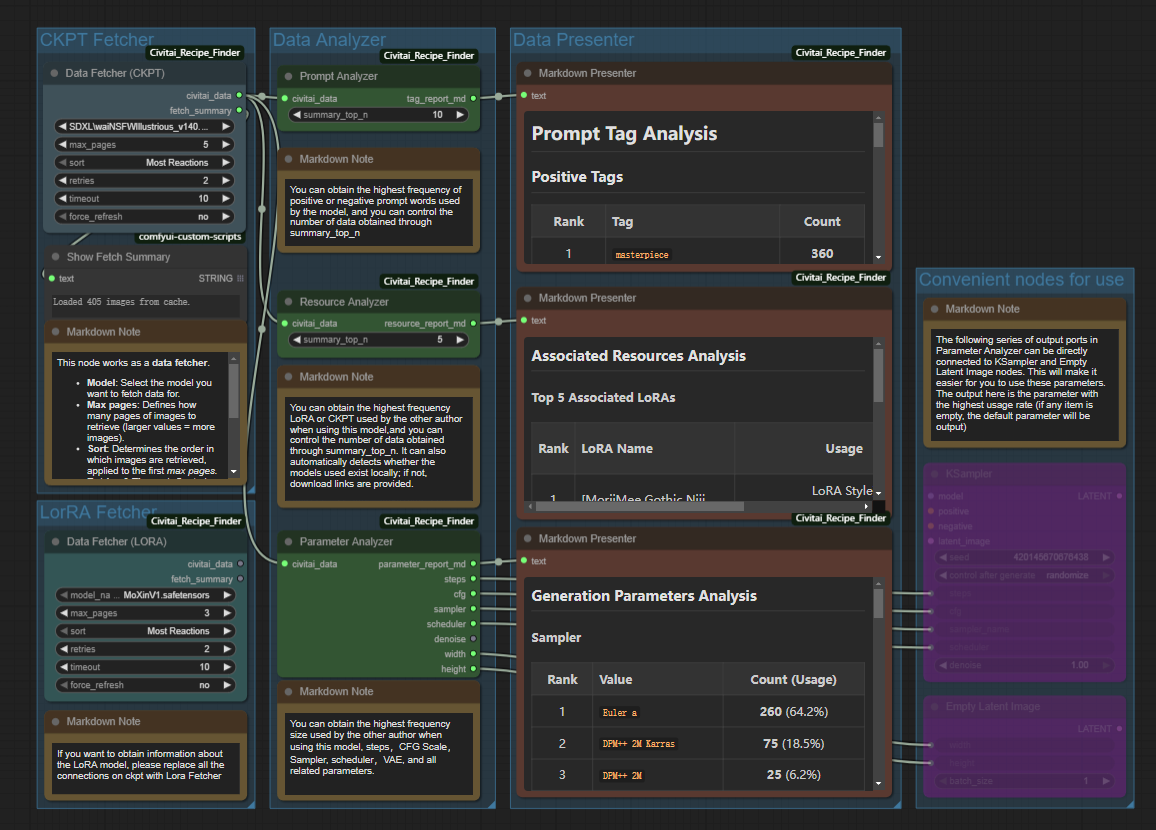 CKPT Fetcher
Civitai_Recipe_Finder
Data Fetcher (CKPT)
civitai_data
fetch_summary
SDXL\waiNSFWIllustrious_v140. ...
max_pages 5
sort Most Reactions
retries 2
timeout 10
force_refresh no
comfyui-custom-scripts
Show Fetch Summary
text STRING
Loaded 405 images from cache.
Markdown Note
This node works as a data fetcher.
• Model: Select the model you
want to fetch data for.
• Max pages: Defines how
many pages of images to
retrieve (larger values = more
images).
• Sort: Determines the order in
which images are retrieved,
applied to the first max pages.
LorRA Fetcher
Civitai_Recipe_Finder
Data Fetcher (LORA)
civitai_data
fetch_summary
model_na ... MoXinV1.safetensors
max_pages 3
sort Most Reactions
retries 2
timeout 10
force_refresh no
Markdown Note
If you want to obtain information about
the LoRA model, please replace all the
connections on ckpt with Lora Fetcher
Data Analyzer
Civitai_Recipe_Finder
Prompt Analyzer
civitai_data tag_report_md
summary_top_n 10
Markdown Note
You can obtain the highest frequency of
positive or negative prompt words used
by the model, and you can control the
number of data obtained through
summary_top_n
Civitai_Recipe_Finder
Resource Analyzer
civitai_data resource_report_md
summary_top_n 5
Markdown Note
You can obtain the highest frequency
LoRA or CKPT used by the other author
when using this model,and you can
control the number of data obtained
through summary_top_n. It can also
automatically detects whether the
models used exist locally; if not,
download links are provided.
Civitai_Recipe_Finder
Parameter Analyzer
civitai_data parameter_report_md
steps
cfg
sampler
scheduler
denoise
width
height
Markdown Note
You can obtain the highest frequency
size used by the other author when
using this model, steps，CFG Scale，
Sampler, scheduler，VAE, and all
related parameters.
Data Presenter
Civitai_Recipe_Finder
Markdown Presenter
text
Prompt Tag Analysis
Positive Tags
Rank Tag Count
1 masterpiece 360
Civitai_Recipe_Finder
Markdown Presenter
text
Associated Resources Analysis
Top 5 Associated LoRAs
Rank LoRA Name Usage
LoRA Style
1 [MoriiMee Gothic Niji
Civitai_Recipe_Finder
Markdown Presenter
text
Generation Parameters Analysis
Sampler
Rank Value Count (Usage)
1 Euler a 260 (64.2%)
2 DPM++ 2M Karras 75 (18.5%)
3 DPM++ 2M 25 (6.2%)
Convenient nodes for use
Markdown Note
The following series of output ports in
Parameter Analyzer can be directly
connected to KSampler and Empty
Latent Image nodes. This will make it
easier for you to use these parameters.
The output here is the parameter with
the highest usage rate (if any item is
empty, the default parameter will be
output)
KSampler
model LATENT
positive
negative
latent_image
seed 420145670676438
control after generate randomize
steps
cfg
sampler_name
scheduler
denoise 1.00
Empty Latent Image
LATENT
width
height
batch_size 1